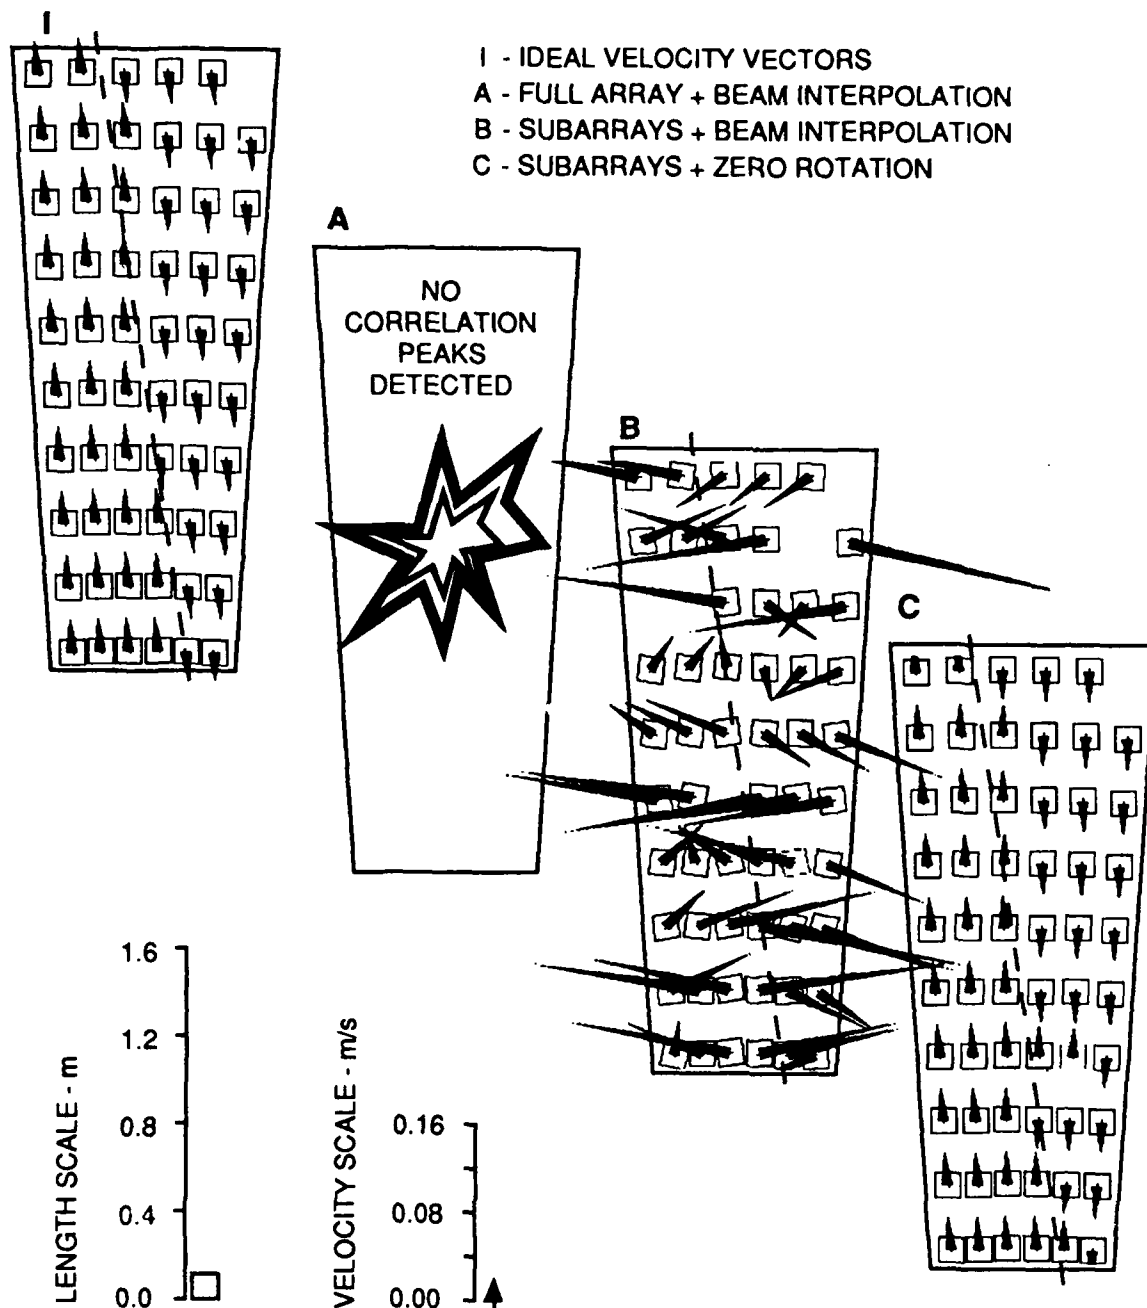 I
I - IDEAL VELOCITY VECTORS
A - FULL ARRAY + BEAM INTERPOLATION
B - SUBARRAYS + BEAM INTERPOLATION
C - SUBARRAYS + ZERO ROTATION
A
NO
CORRELATION
PEAKS
DETECTED
B
C
LENGTH SCALE - m
1.6
1.2
0.8
0.4
0.0
VELOCITY SCALE - m/s
0.16
0.08
0.00